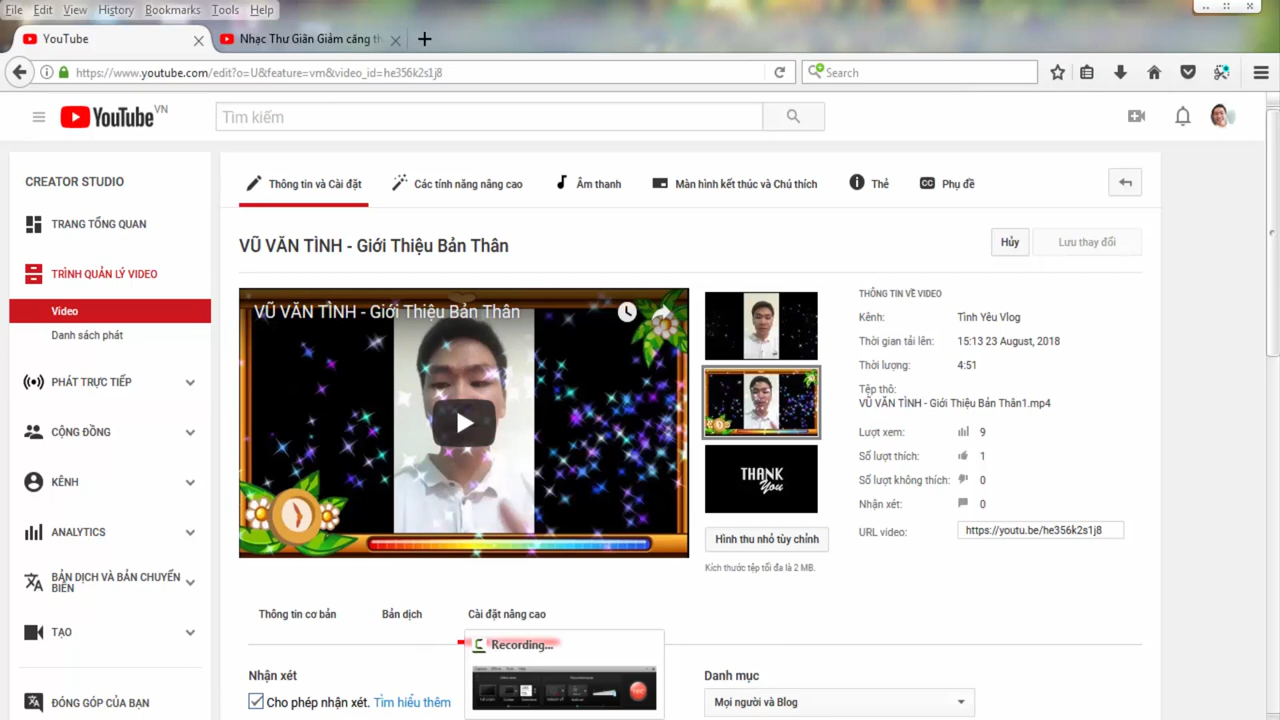 File Edit View History Bookmarks Tools Help
YouTube
Nhạc Thư Giãn Giảm căng th
https://www.youtube.com/edit?o=U&feature=vm&video_id=he356k2s1j8
Search
YouTube VN
Tìm kiếm
CREATOR STUDIO
TRANG TỔNG QUAN
TRÌNH QUẢN LÝ VIDEO
Video
Danh sách phát
PHÁT TRỰC TIẾP
CỘNG ĐỒNG
KÊNH
ANALYTICS
BẢN DỊCH VÀ BẢN CHUYỂN
BIÊN
TẠO
ĐÓNG GÓP CỦA BẠN
Thông tin và Cài đặt
Các tính năng nâng cao
Âm thanh
Màn hình kết thúc và Chú thích
Thẻ
CC Phụ đề
VŨ VĂN TÌNH - Giới Thiệu Bản Thân
Hủy
Lưu thay đổi
VŨ VĂN TÌNH - Giới Thiệu Bản Thân
THANK
You
Hình thu nhỏ tùy chỉnh
Kích thước tệp tối đa là 2 MB.
THÔNG TIN VỀ VIDEO
Kênh: Tình Yêu Vlog
Thời gian tải lên: 15:13 23 August, 2018
Thời lượng: 4:51
Tệp thô:
VŨ VĂN TÌNH - Giới Thiệu Bản Thân1.mp4
Lượt xem: 9
Số lượt thích: 1
Số lượt không thích: 0
Nhận xét: 0
URL video: https://youtu.be/he356k2s1j8
Thông tin cơ bản
Bản dịch
Cài đặt nâng cao
Recording...
Nhận xét
Cho phép nhận xét. Tìm hiểu thêm
Danh mục
Mọi người và Blog